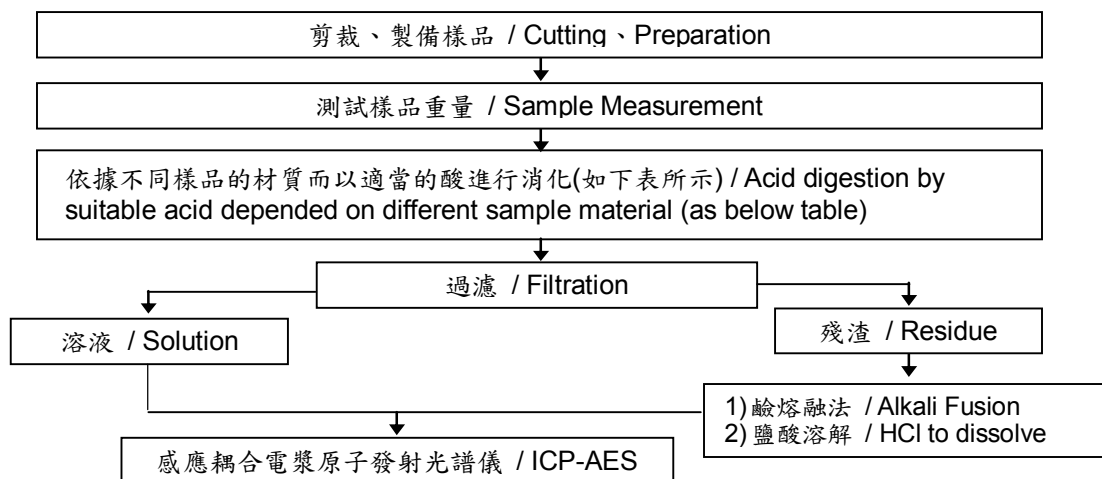 剪裁、製備樣品 / Cutting、Preparation
測試樣品重量 / Sample Measurement
依據不同樣品的材質而以適當的酸進行消化(如下表所示) / Acid digestion by
suitable acid depended on different sample material (as below table)
過濾 / Filtration
溶液 / Solution
殘渣 / Residue
1) 鹼熔融法 / Alkali Fusion
2) 鹽酸溶解 / HCl to dissolve
感應耦合電漿原子發射光譜儀 / ICP-AES